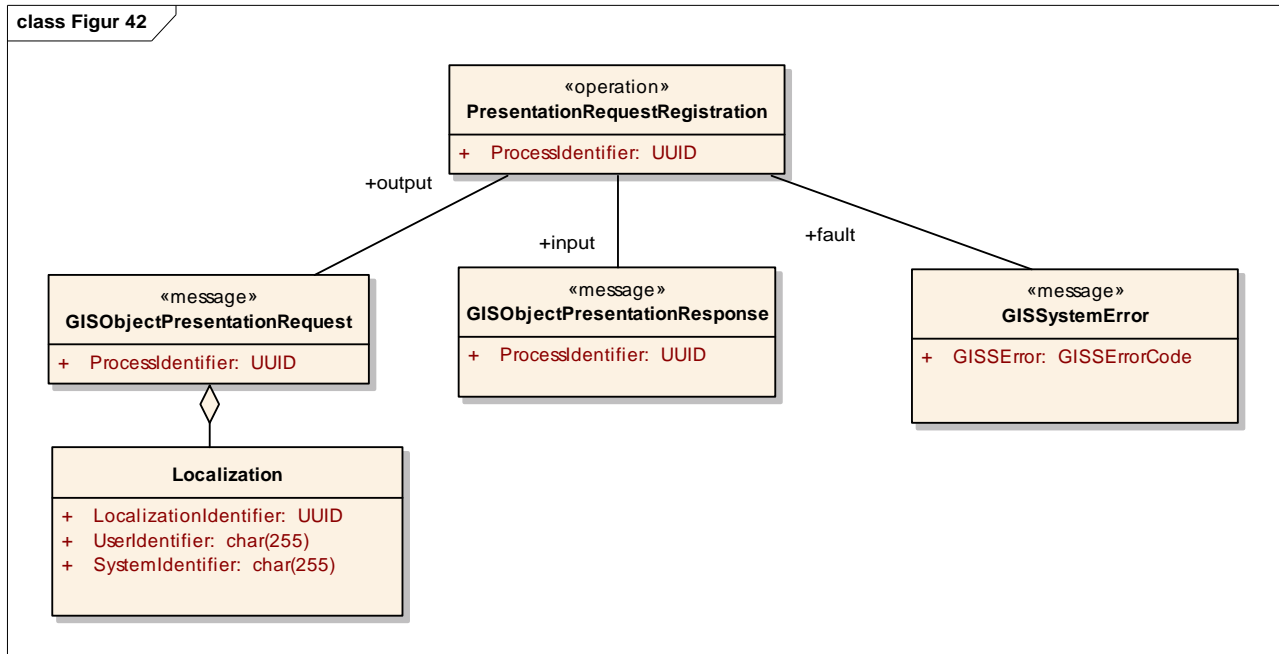 class Figur 42
«operation»
PresentationRequestRegistration
+ ProcessIdentifier: UUID
+output
+input
+fault
«message»
GISObjectPresentationRequest
+ ProcessIdentifier: UUID
«message»
GISObjectPresentationResponse
+ ProcessIdentifier: UUID
«message»
GISSystemError
+ GISSError: GISSErrorCode
Localization
+ LocalizationIdentifier: UUID
+ UserIdentifier: char(255)
+ SystemIdentifier: char(255)